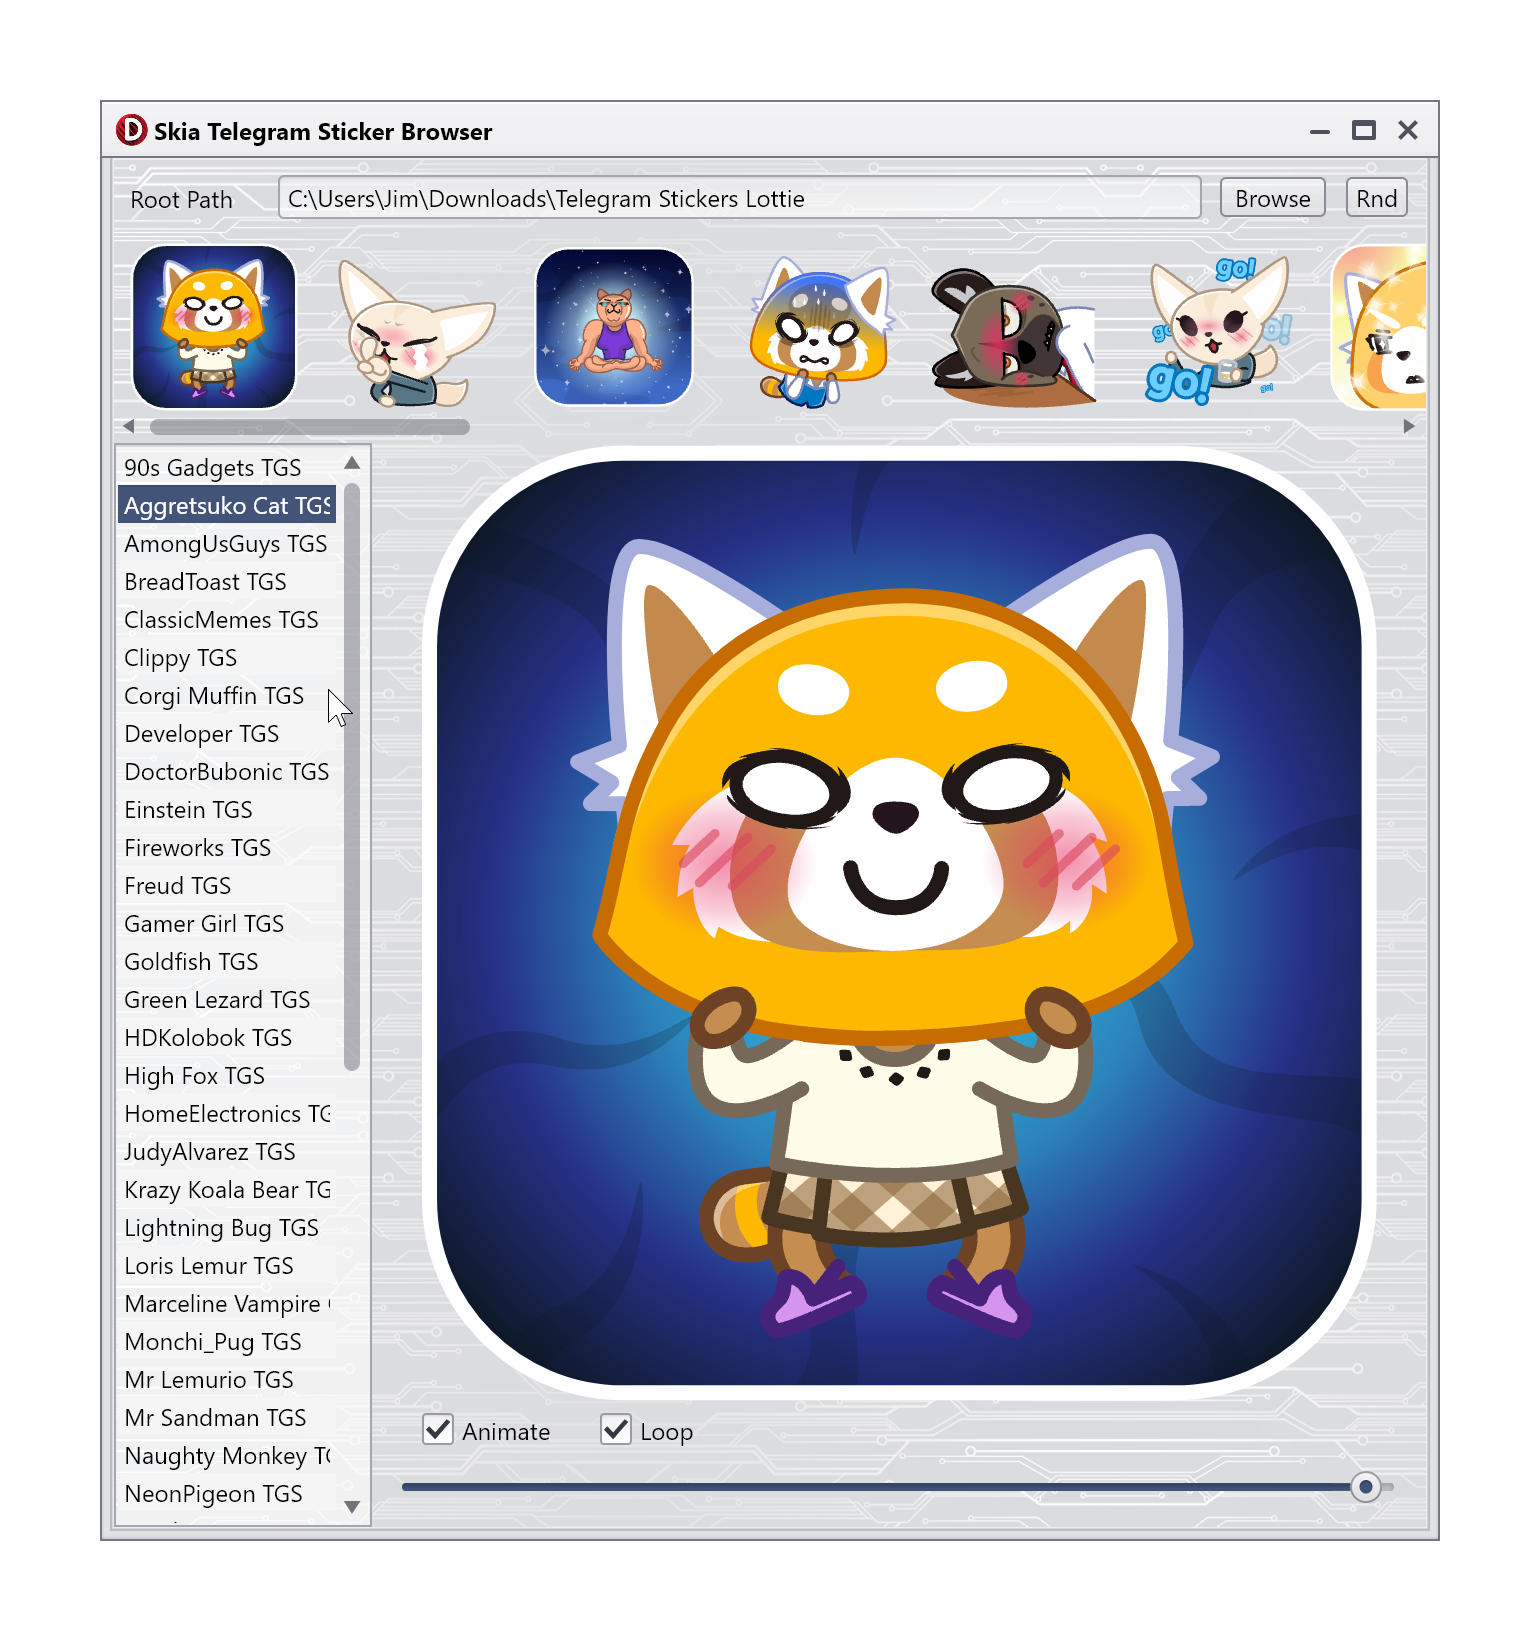 D Skia Telegram Sticker Browser
Root Path C:\Users\Jim\Downloads\Telegram Stickers Lottie Browse Rnd
go!
go!
go!
go!
90s Gadgets TGS
Aggretsuko Cat TGS
AmongUsGuys TGS
BreadToast TGS
ClassicMemes TGS
Clippy TGS
Corgi Muffin TGS
Developer TGS
DoctorBubonic TGS
Einstein TGS
Fireworks TGS
Freud TGS
Gamer Girl TGS
Goldfish TGS
Green Lezard TGS
HDKolobok TGS
High Fox TGS
HomeElectronics TG
JudyAlvarez TGS
Krazy Koala Bear TG
Lightning Bug TGS
Loris Lemur TGS
Marceline Vampire
Monchi_Pug TGS
Mr Lemurio TGS
Mr Sandman TGS
Naughty Monkey T
NeonPigeon TGS
Animate Loop